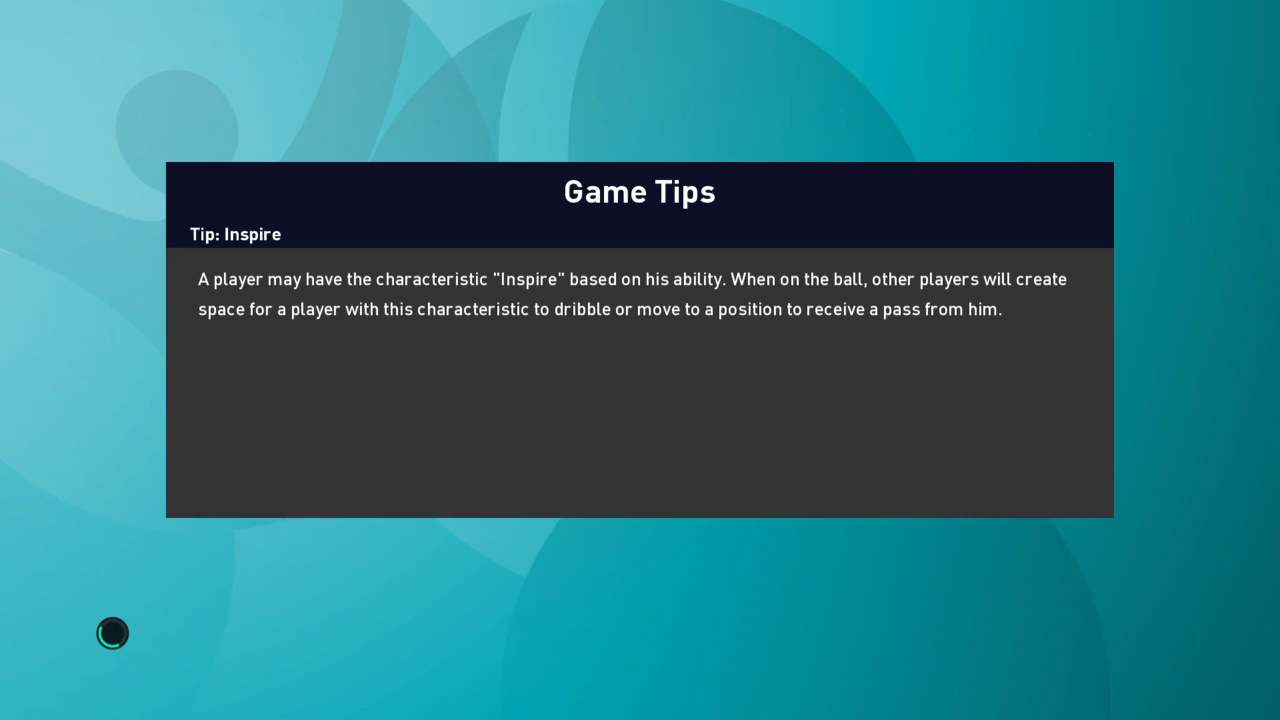 Game Tips
Tip: Inspire
A player may have the characteristic "Inspire" based on his ability. When on the ball, other players will create
space for a player with this characteristic to dribble or move to a position to receive a pass from him.